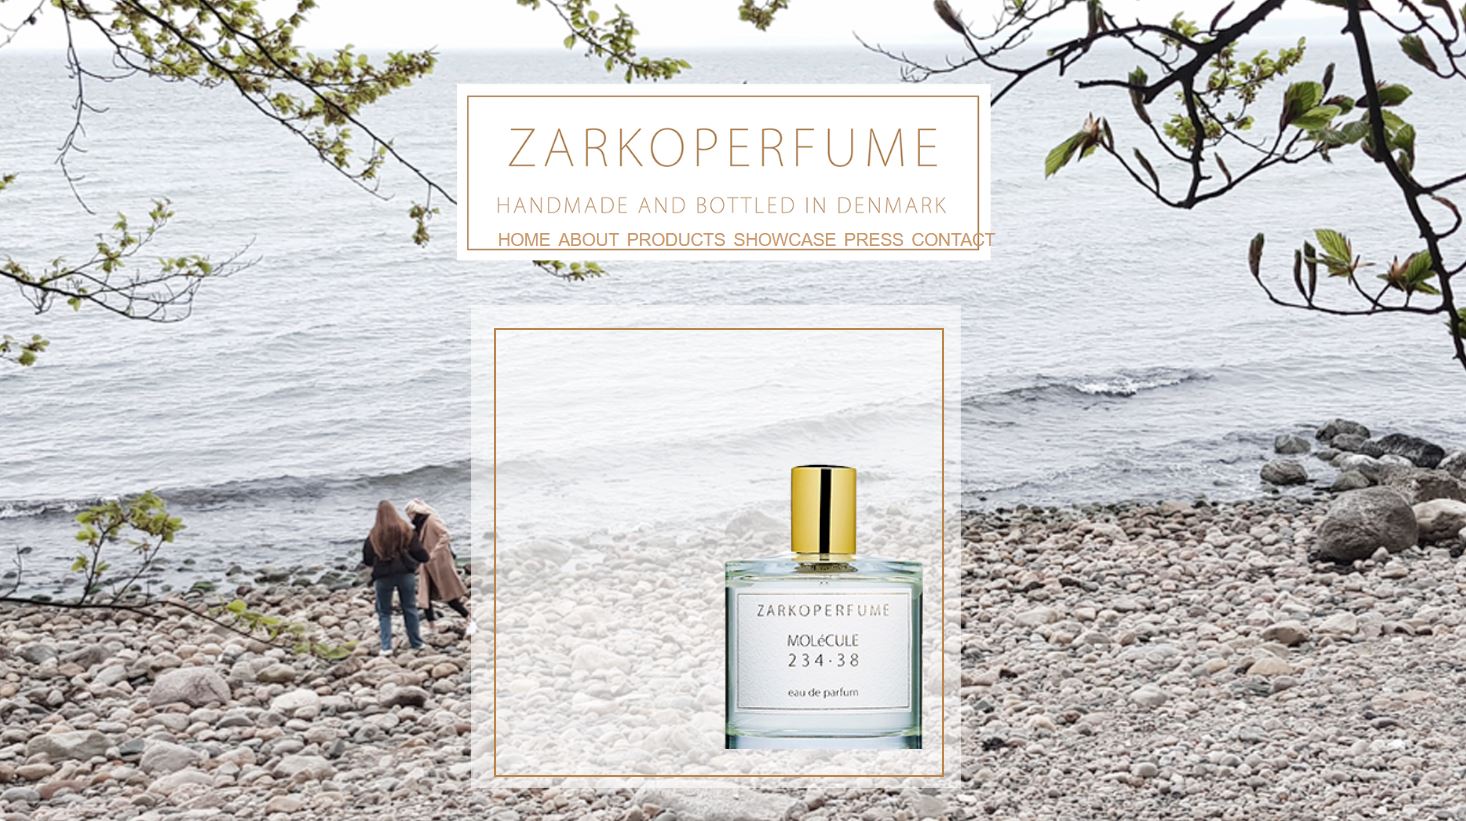 ZARKOPERFUME
HANDMADE AND BOTTLED IN DENMARK
HOME ABOUT PRODUCTS SHOWCASE PRESS CONTACT
ZARKOPERFUME
MOLéCULE
234·38
eau de parfum